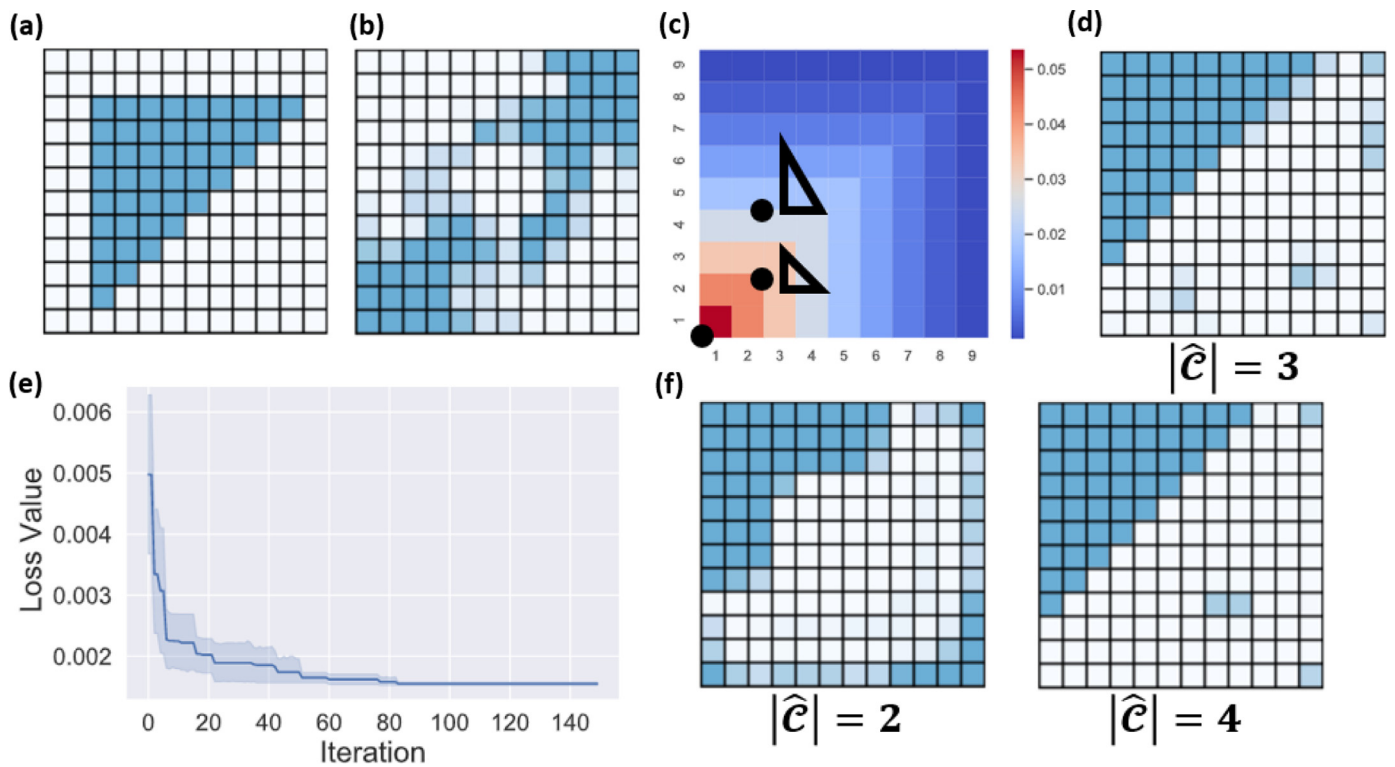 (a)
(b)
(c)
9
8
7
6
5
4
3
2
1
1 2 3 4 5 6 7 8 9
0.05
0.04
0.03
0.02
0.01
(d)
|Ĉ| = 3
(e)
0.006
0.005
0.004
0.003
0.002
Loss Value
0 20 40 60 80 100 120 140
Iteration
(f)
|Ĉ| = 2
|Ĉ| = 4